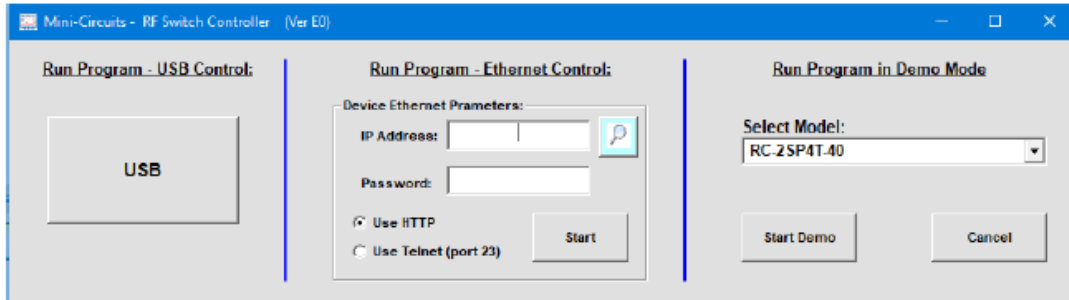 Mini-Circuits - RF Switch Controller (Ver E0)
Run Program - USB Control:
USB
Run Program - Ethernet Control:
Device Ethernet Prameters:
IP Address:
Password:
Use HTTP
Use Telnet (port 23)
Start
Run Program in Demo Mode
Select Model:
RC-2SP4T-40
Start Demo
Cancel